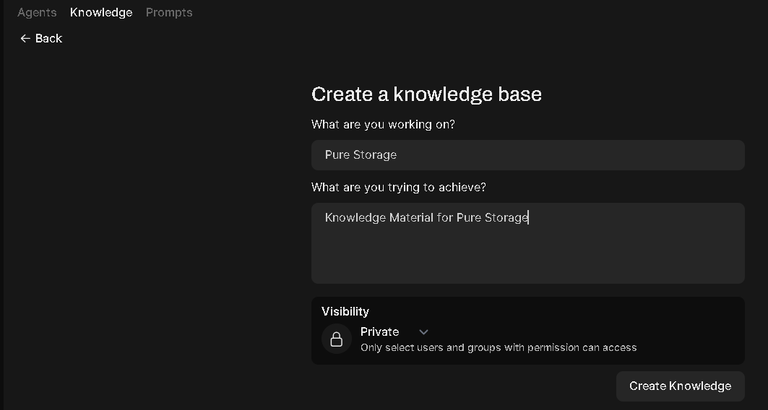 Agents Knowledge Prompts
← Back
Create a knowledge base
What are you working on?
Pure Storage
What are you trying to achieve?
Knowledge Material for Pure Storage
Visibility
Private
Only select users and groups with permission can access
Create Knowledge